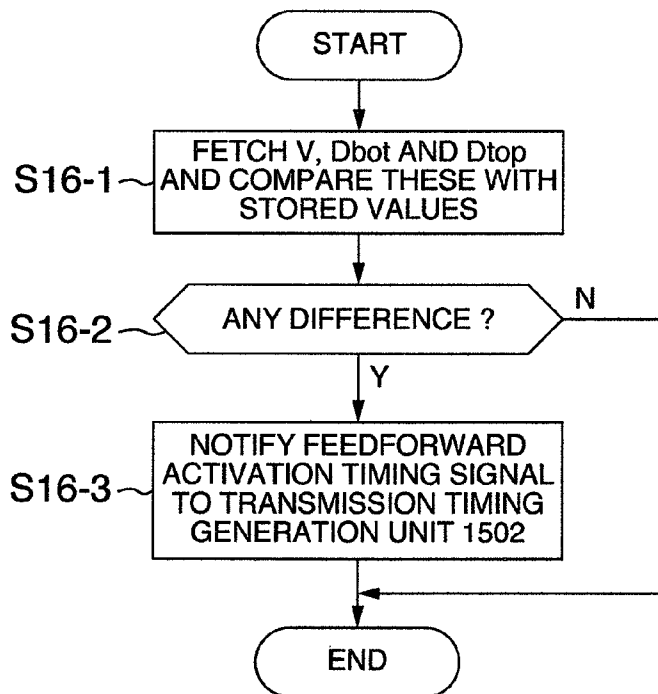 START
S16-1
FETCH V, Dbot AND Dtop
AND COMPARE THESE WITH
STORED VALUES
S16-2
ANY DIFFERENCE ?
N
Y
S16-3
NOTIFY FEEDFORWARD
ACTIVATION TIMING SIGNAL
TO TRANSMISSION TIMING
GENERATION UNIT 1502
END